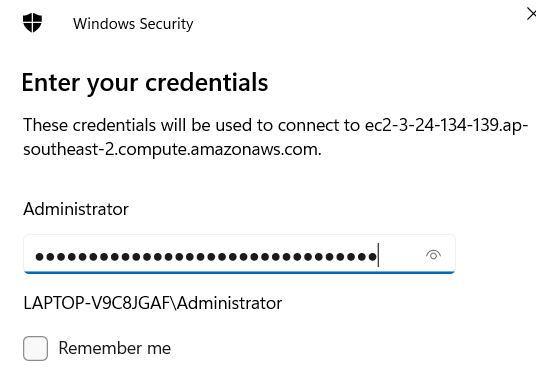 Windows Security
Enter your credentials
These credentials will be used to connect to ec2-3-24-134-139.ap-
southeast-2.compute.amazonaws.com.
Administrator
●●●●●●●●●●●●●●●●●●●●●●●●●●●●●●●●
LAPTOP-V9C8JGAF\Administrator
Remember me